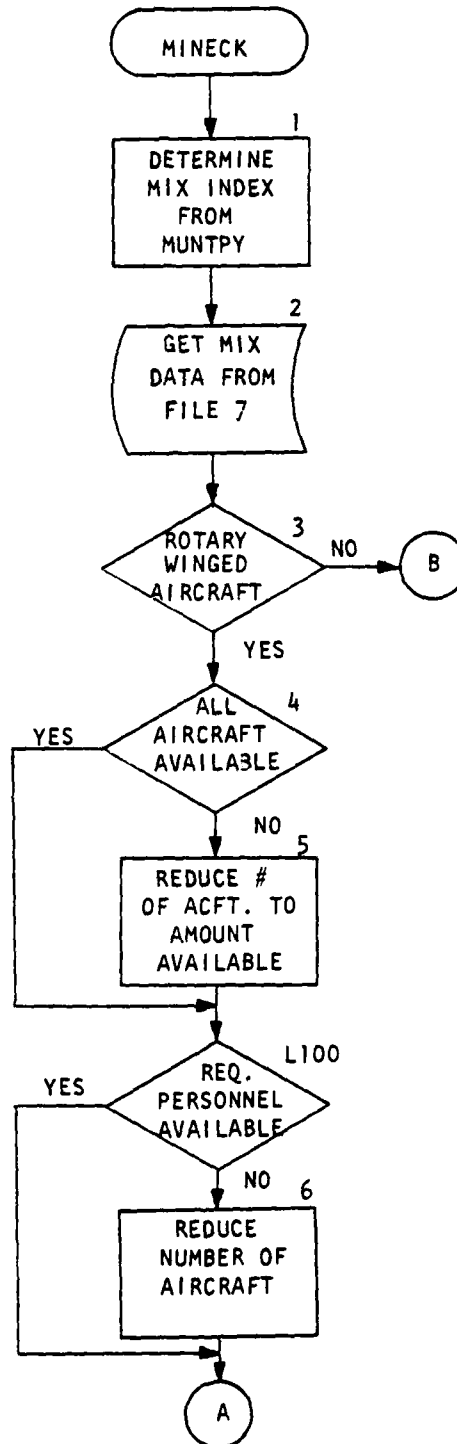 MINECK
1
DETERMINE
MIX INDEX
FROM
MUNTPY
2
GET MIX
DATA FROM
FILE 7
3
ROTARY
WINGED
AIRCRAFT
NO
B
YES
4
ALL
AIRCRAFT
AVAILABLE
YES
NO
5
REDUCE #
OF ACFT. TO
AMOUNT
AVAILABLE
L100
REQ.
PERSONNEL
AVAILABLE
YES
NO
6
REDUCE
NUMBER OF
AIRCRAFT
A